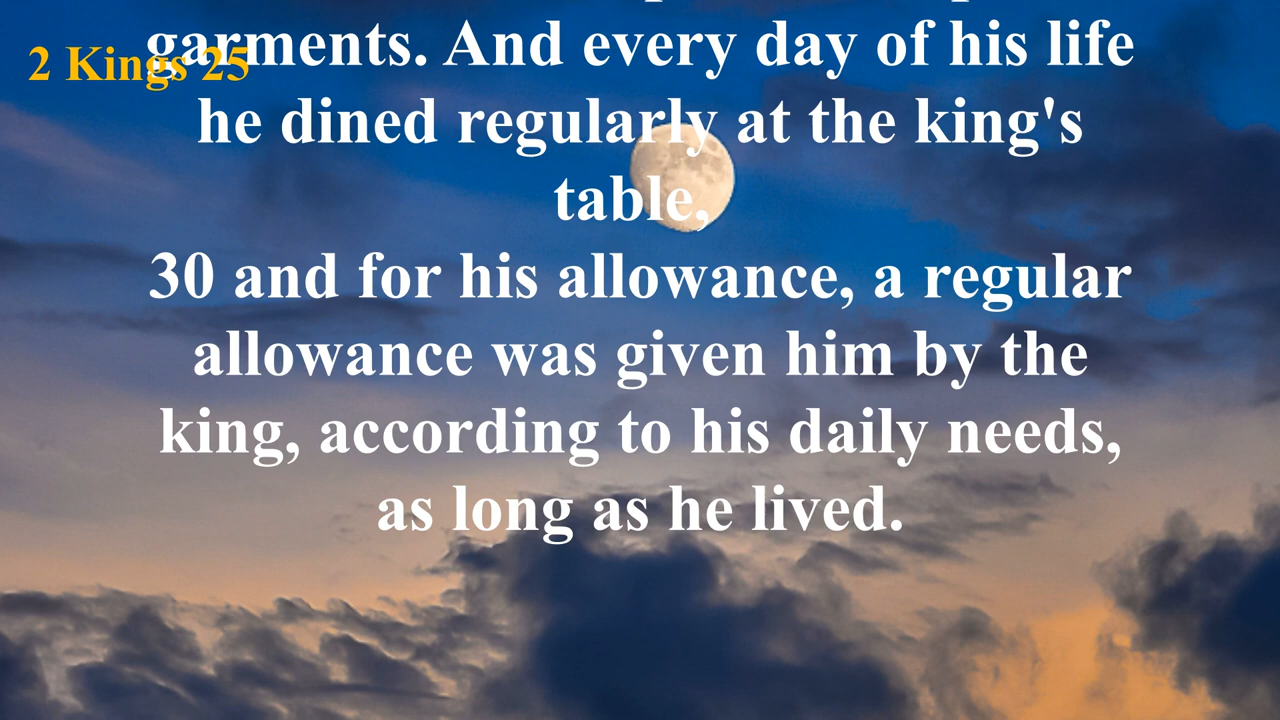 2 Kings 25
garments. And every day of his life
he dined regularly at the king's
table,
30 and for his allowance, a regular
allowance was given him by the
king, according to his daily needs,
as long as he lived.